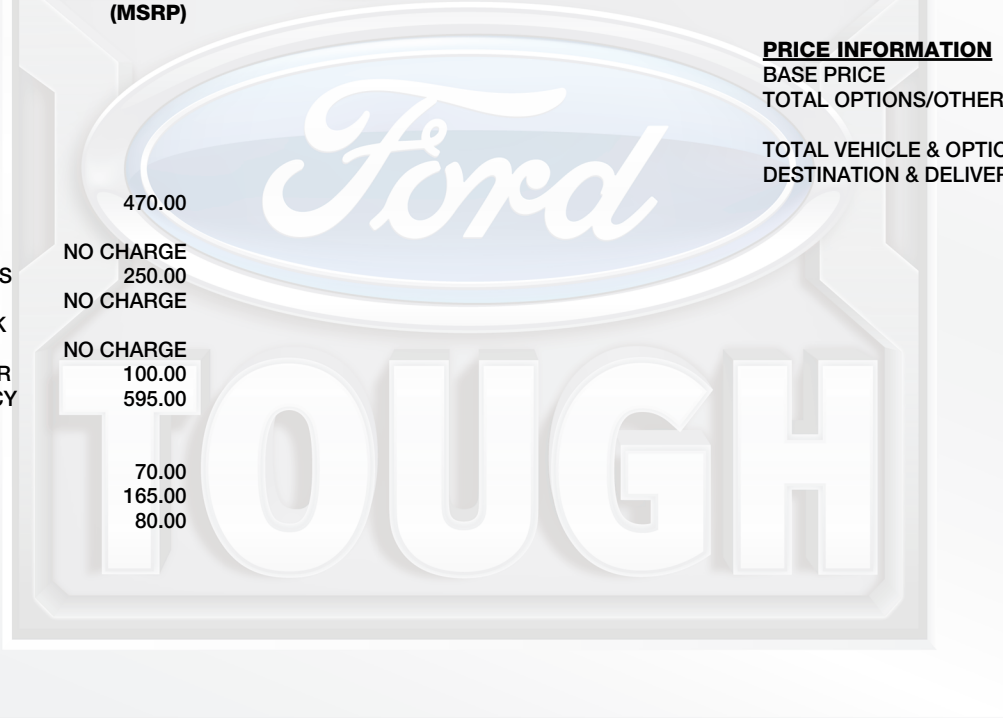 (MSRP)
470.00
NO CHARGE
S 250.00
NO CHARGE
K
NO CHARGE
R 100.00
CY 595.00
70.00
165.00
80.00
PRICE INFORMATION
BASE PRICE
TOTAL OPTIONS/OTHER
TOTAL VEHICLE & OPTIO
DESTINATION & DELIVER
Ford
TOUGH